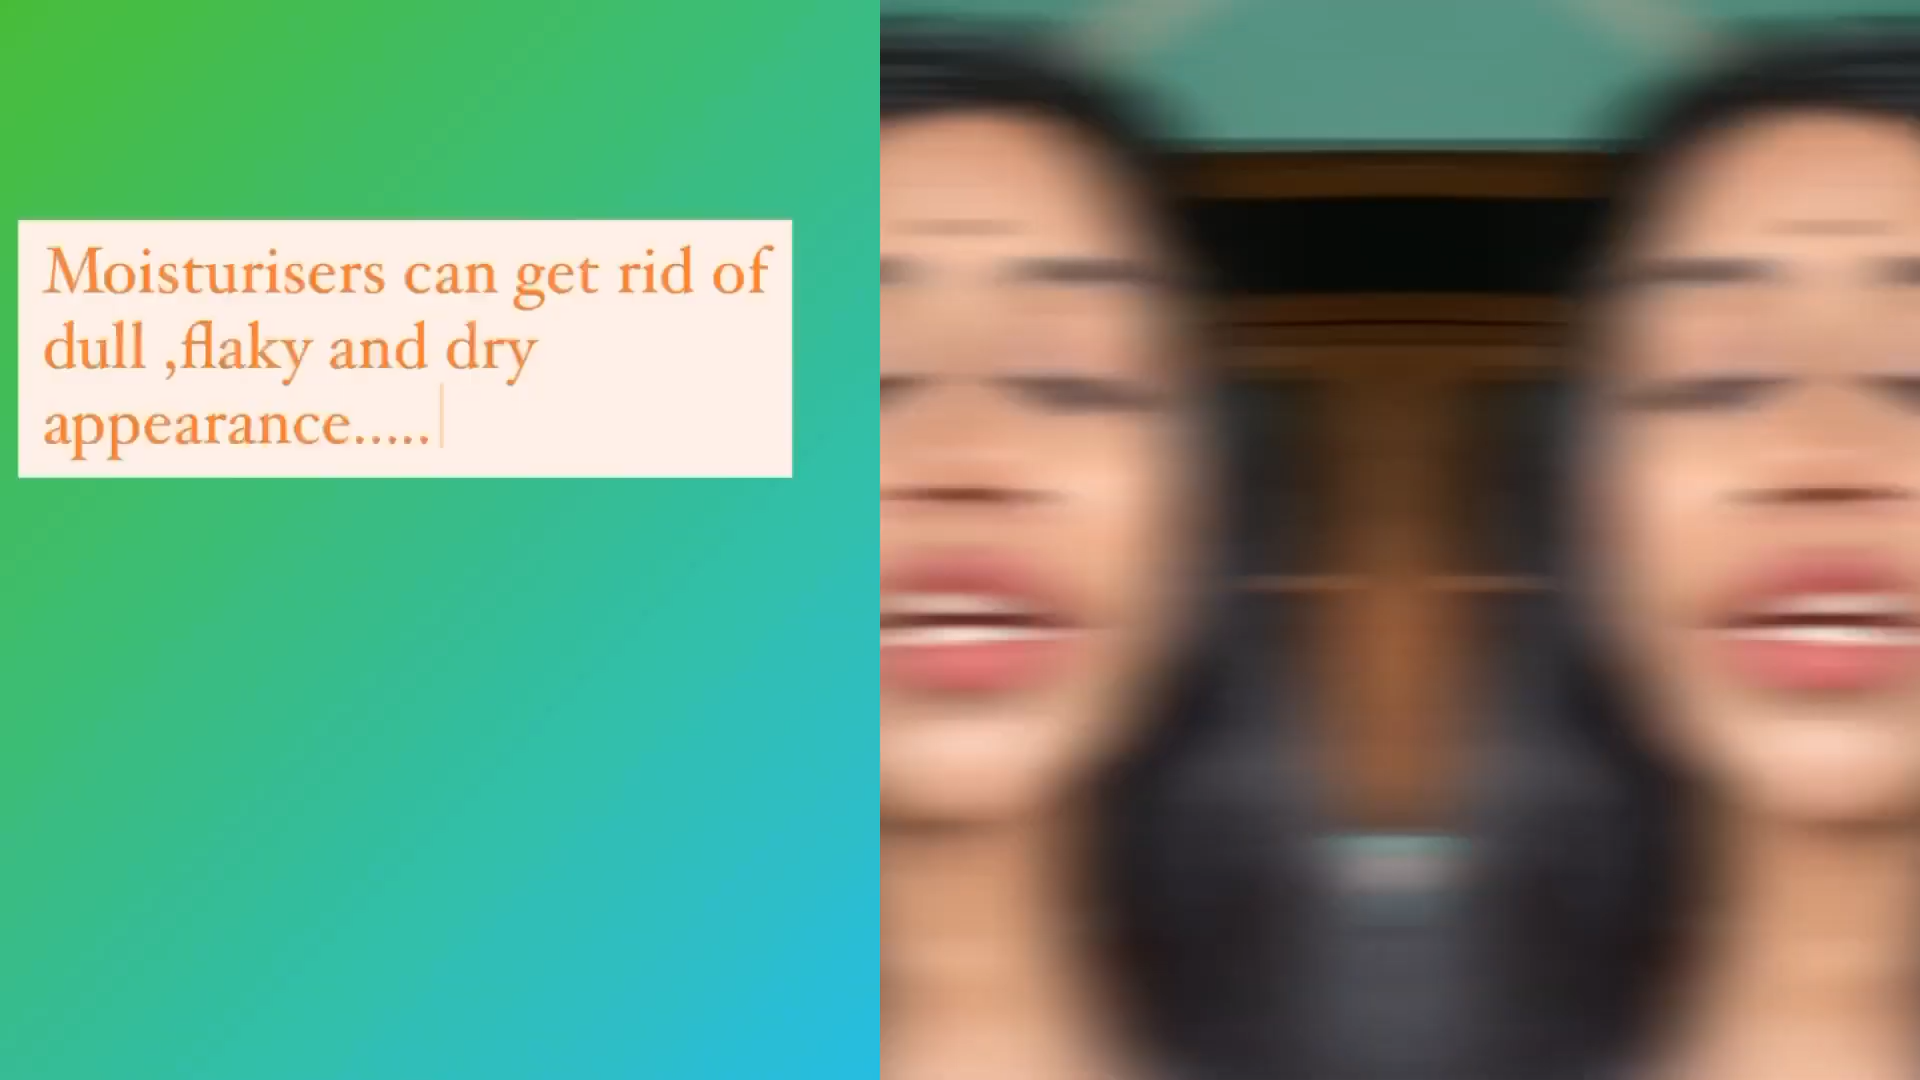 Moisturisers can get rid of
dull ,flaky and dry
appearance.....